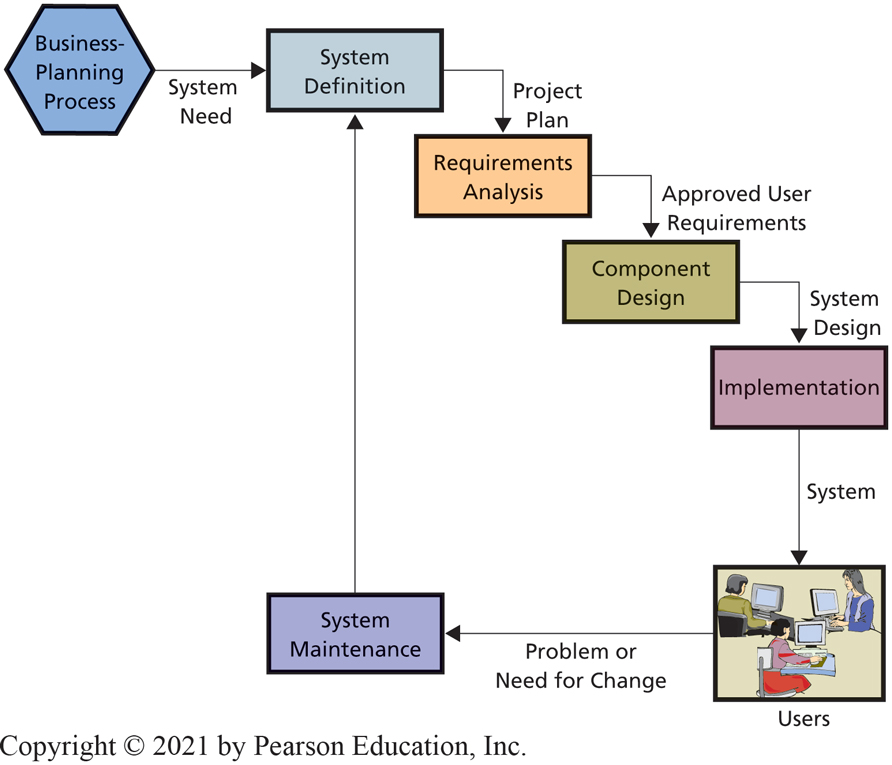 Business-
Planning
Process
System
Need
System
Definition
Project
Plan
Requirements
Analysis
Approved User
Requirements
Component
Design
System
Design
Implementation
System
Users
Problem or
Need for Change
System
Maintenance
Copyright © 2021 by Pearson Education, Inc.